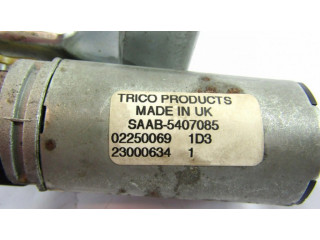 TRICO PRODUCTS
MADE IN UK
SAAB-5407085
02250069 1D3
23000634 1